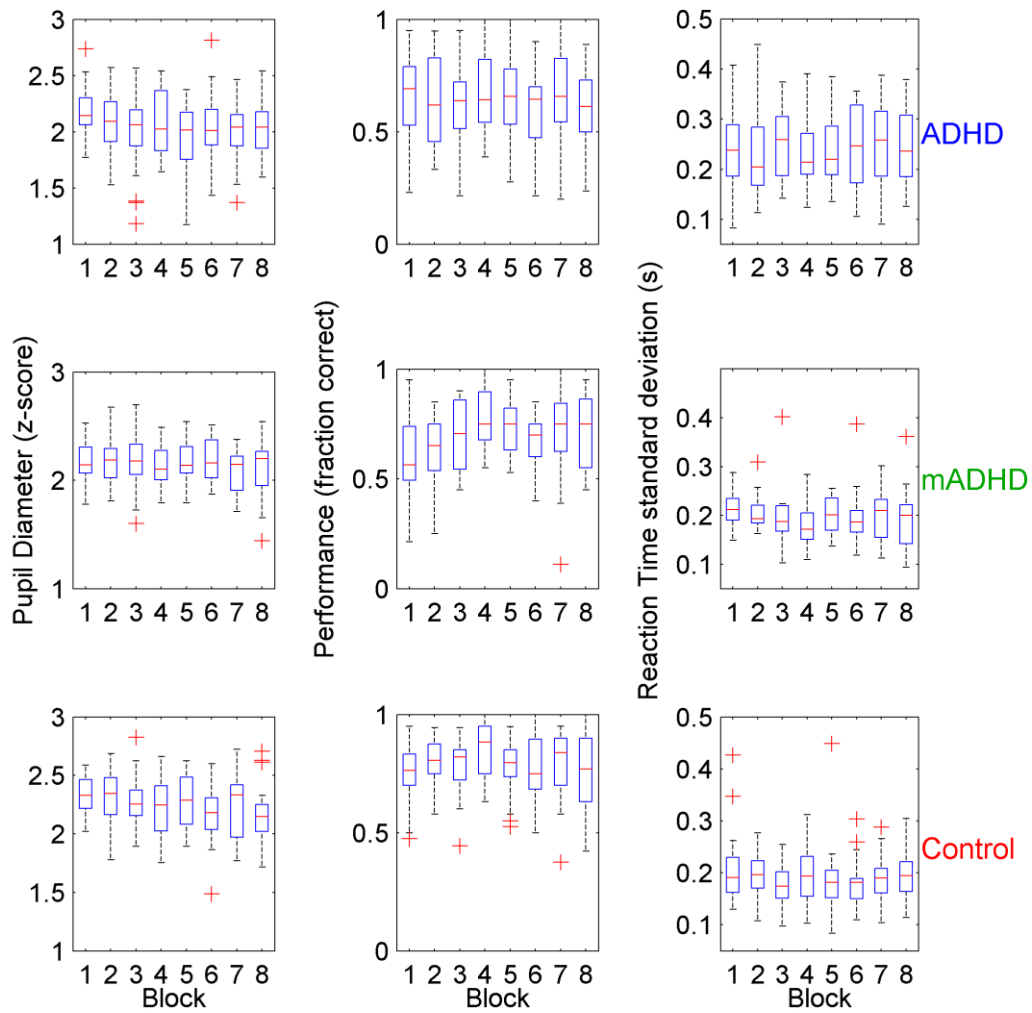 3
2.5
2
1.5
1
1 2 3 4 5 6 7 8
1
0.5
0
1 2 3 4 5 6 7 8
0.5
0.4
0.3
0.2
0.1
1 2 3 4 5 6 7 8
ADHD
3
2
1
1 2 3 4 5 6 7 8
1
0.5
0
1 2 3 4 5 6 7 8
0.4
0.3
0.2
0.1
1 2 3 4 5 6 7 8
mADHD
Pupil Diameter (z-score)
Performance (fraction correct)
Reaction Time standard deviation (s)
3
2.5
2
1.5
1
1 2 3 4 5 6 7 8
Block
1
0.5
0
1 2 3 4 5 6 7 8
Block
0.5
0.4
0.3
0.2
0.1
1 2 3 4 5 6 7 8
Block
Control